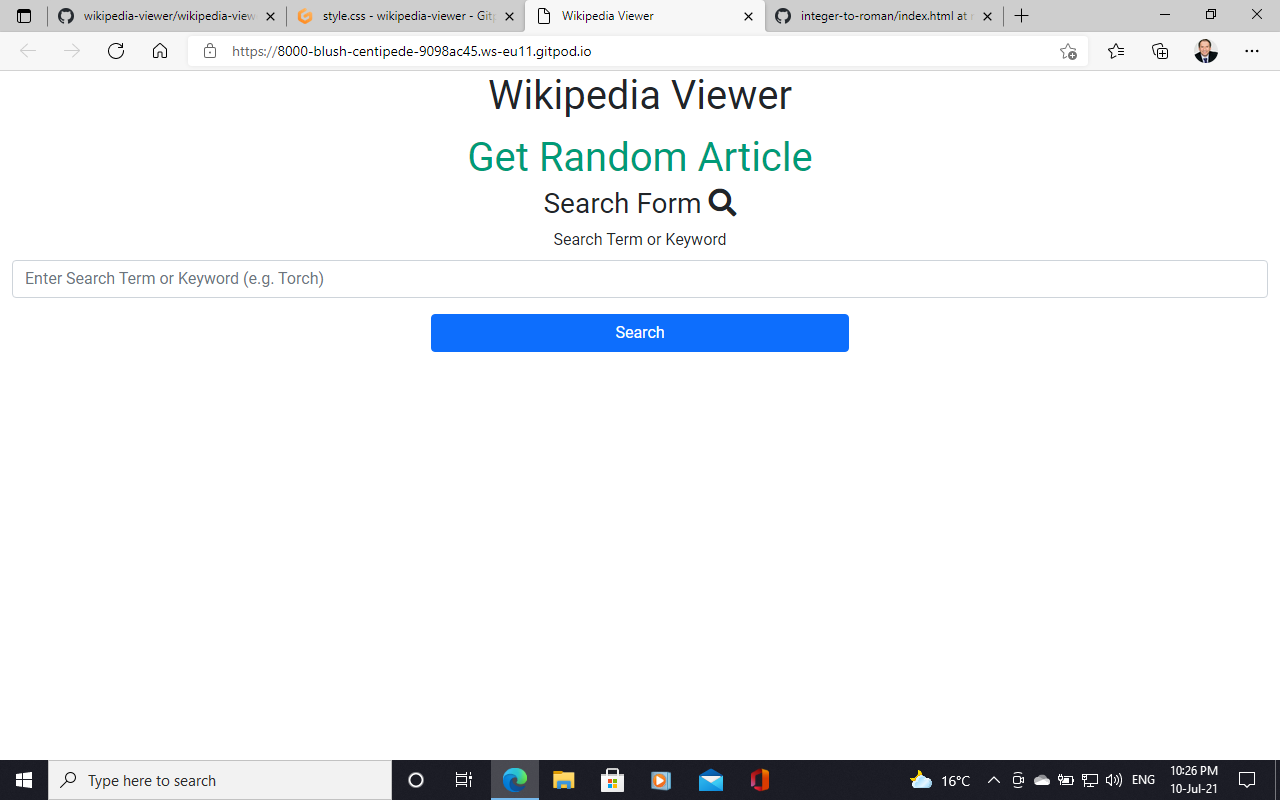 wikipedia-viewer/wikipedia-view
style.css - wikipedia-viewer - Gitp
Wikipedia Viewer
integer-to-roman/index.html at
https://8000-blush-centipede-9098ac45.ws-eu11.gitpod.io
Wikipedia Viewer
Get Random Article
Search Form
Search Term or Keyword
Enter Search Term or Keyword (e.g. Torch)
Search
Type here to search
16°C
ENG
10:26 PM
10-Jul-21